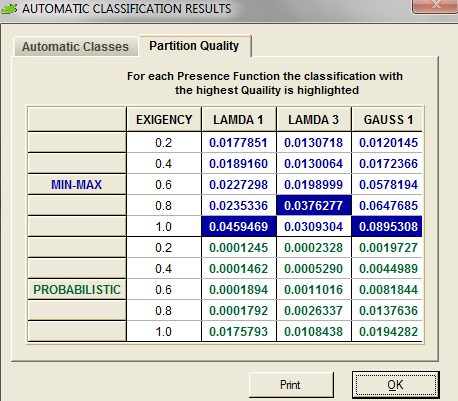 AUTOMATIC CLASSIFICATION RESULTS
Automatic Classes Partition Quality
For each Presence Function the classification with
the highest Quaility is highlighted
EXIGENCY LAMDA 1 LAMDA 3 GAUSS 1
0.2 0.0177851 0.0130718 0.0120145
0.4 0.0189160 0.0130064 0.0172366
MIN-MAX 0.6 0.0227298 0.0198999 0.0578194
0.8 0.0235336 0.0376277 0.0647685
1.0 0.0459469 0.0309304 0.0895308
0.2 0.0001245 0.0002328 0.0019727
0.4 0.0001462 0.0005290 0.0044989
PROBABILISTIC 0.6 0.0001894 0.0011016 0.0081844
0.8 0.0001792 0.0026337 0.0137636
1.0 0.0175793 0.0108438 0.0194282
Print OK